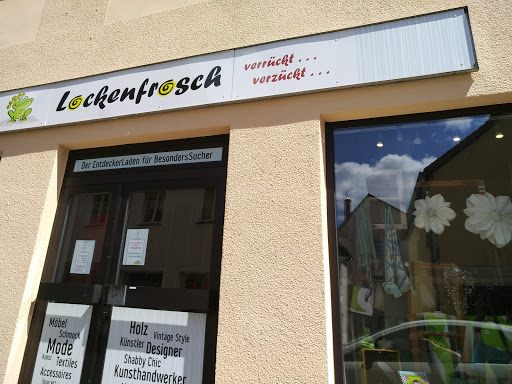 Lockenfrosch
verrückt . . .
verzückt . . .
Der EntdeckerLaden für BesondersSucher
Möbel
Schmuck
Mode
Kunst Textiles
Accessoires
Holz
Vintage Style
Künstler Designer
Shabby Chic
Kunsthandwerker